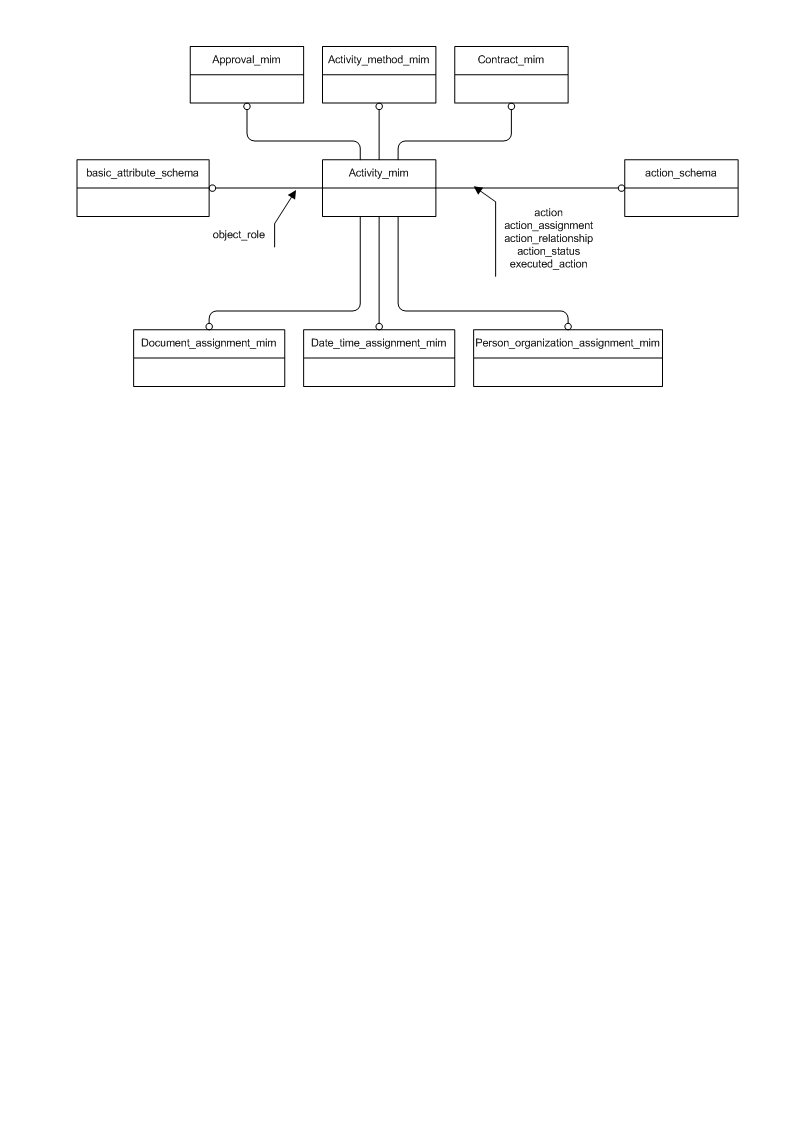 Approval_mim
Activity_method_mim
Contract_mim
basic_attribute_schema
Activity_mim
action_schema
object_role
action
action_assignment
action_relationship
action_status
executed_action
Document_assignment_mim
Date_time_assignment_mim
Person_organization_assignment_mim